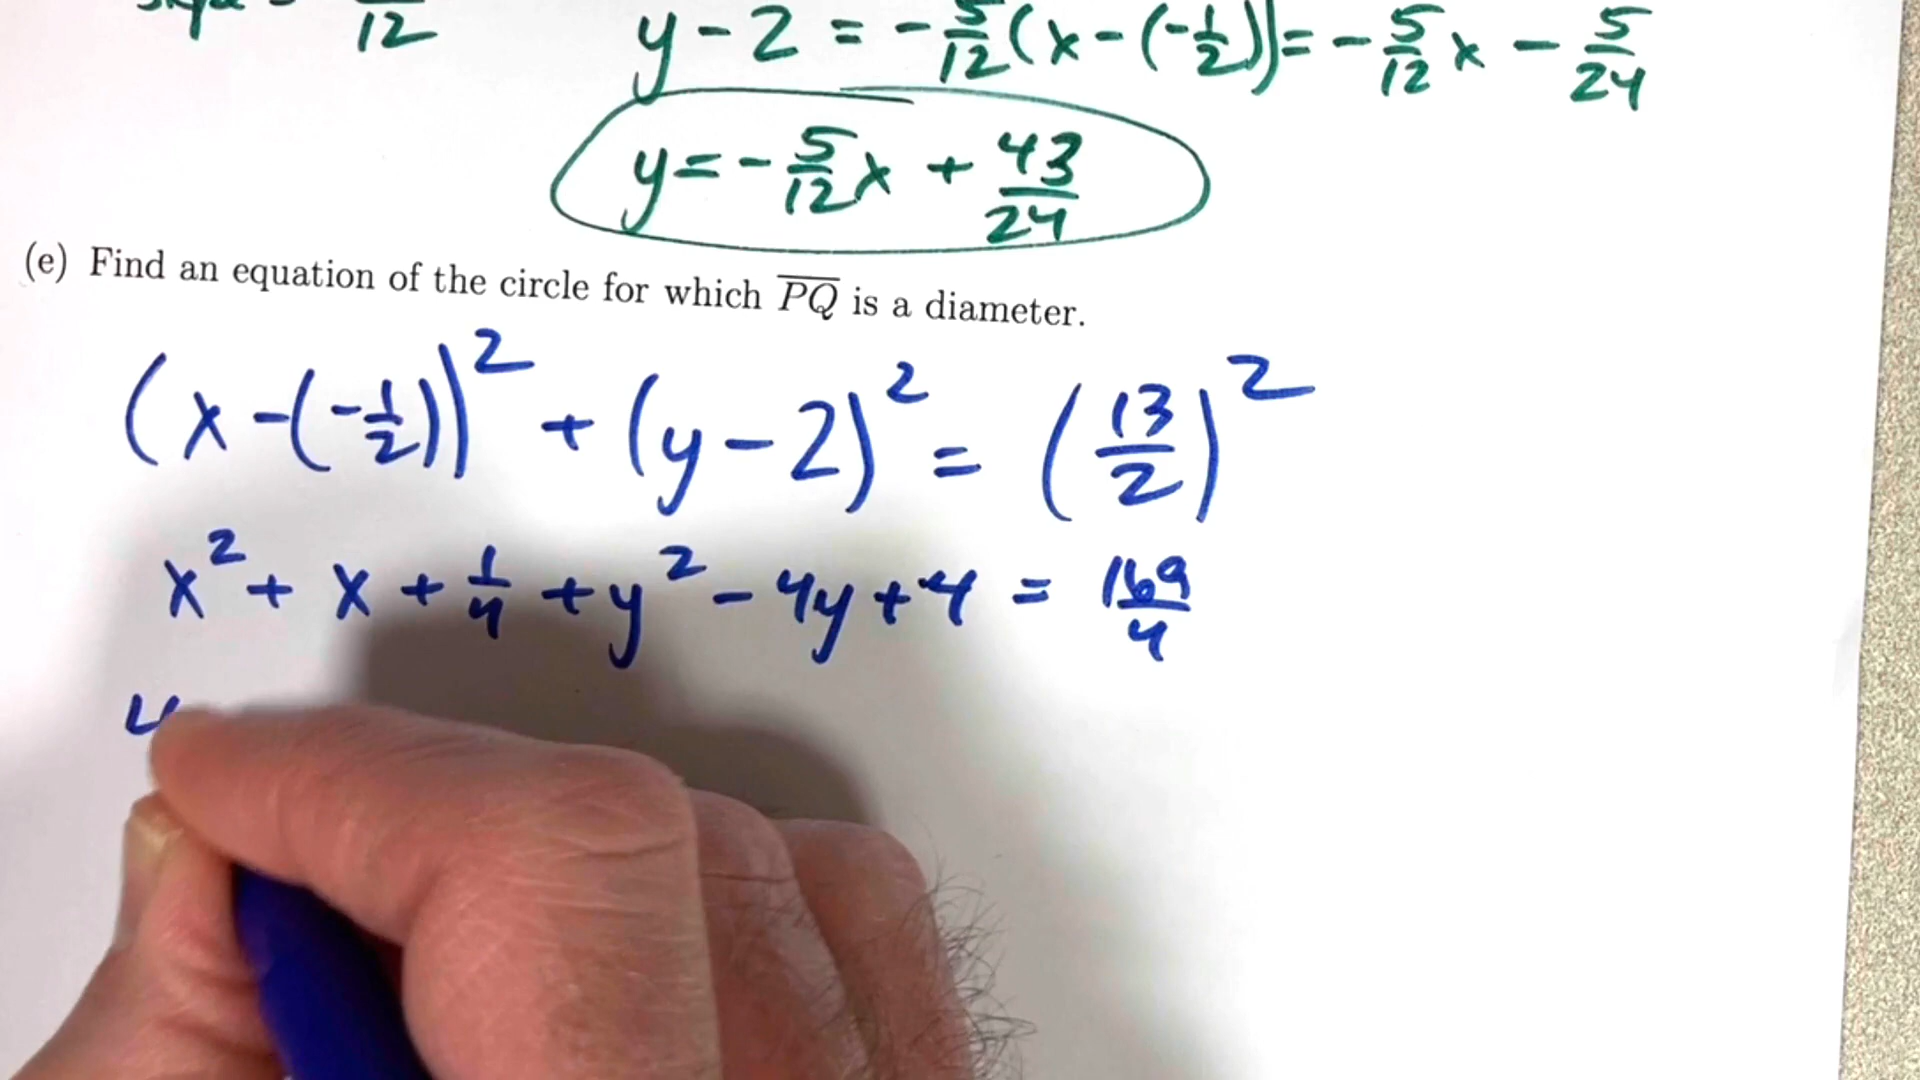 12 y - 2 = -5/12(x - (-1/2)) = -5/12 x - 5/24
y = -5/12 x + 43/24
(e) Find an equation of the circle for which P̅Q̅ is a diameter.
(x - (-1/2))² + (y - 2)² = (13/2)²
x² + x + 1/4 + y² - 4y + 4 = 169/4
4